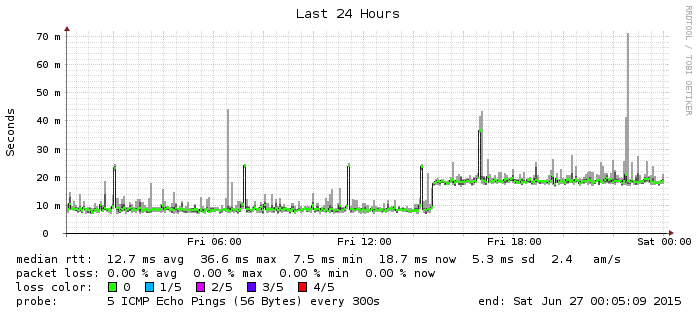 Last 24 Hours
RRDTOOL / TOBI OETIKER
Seconds
70 m
60 m
50 m
40 m
30 m
20 m
10 m
0
Fri 06:00 Fri 12:00 Fri 18:00 Sat 00:00
median rtt: 12.7 ms avg 36.6 ms max 7.5 ms min 18.7 ms now 5.3 ms sd 2.4 am/s
packet loss: 0.00 % avg 0.00 % max 0.00 % min 0.00 % now
loss color: 0 1/5 2/5 3/5 4/5
probe: 5 ICMP Echo Pings (56 Bytes) every 300s end: Sat Jun 27 00:05:09 2015